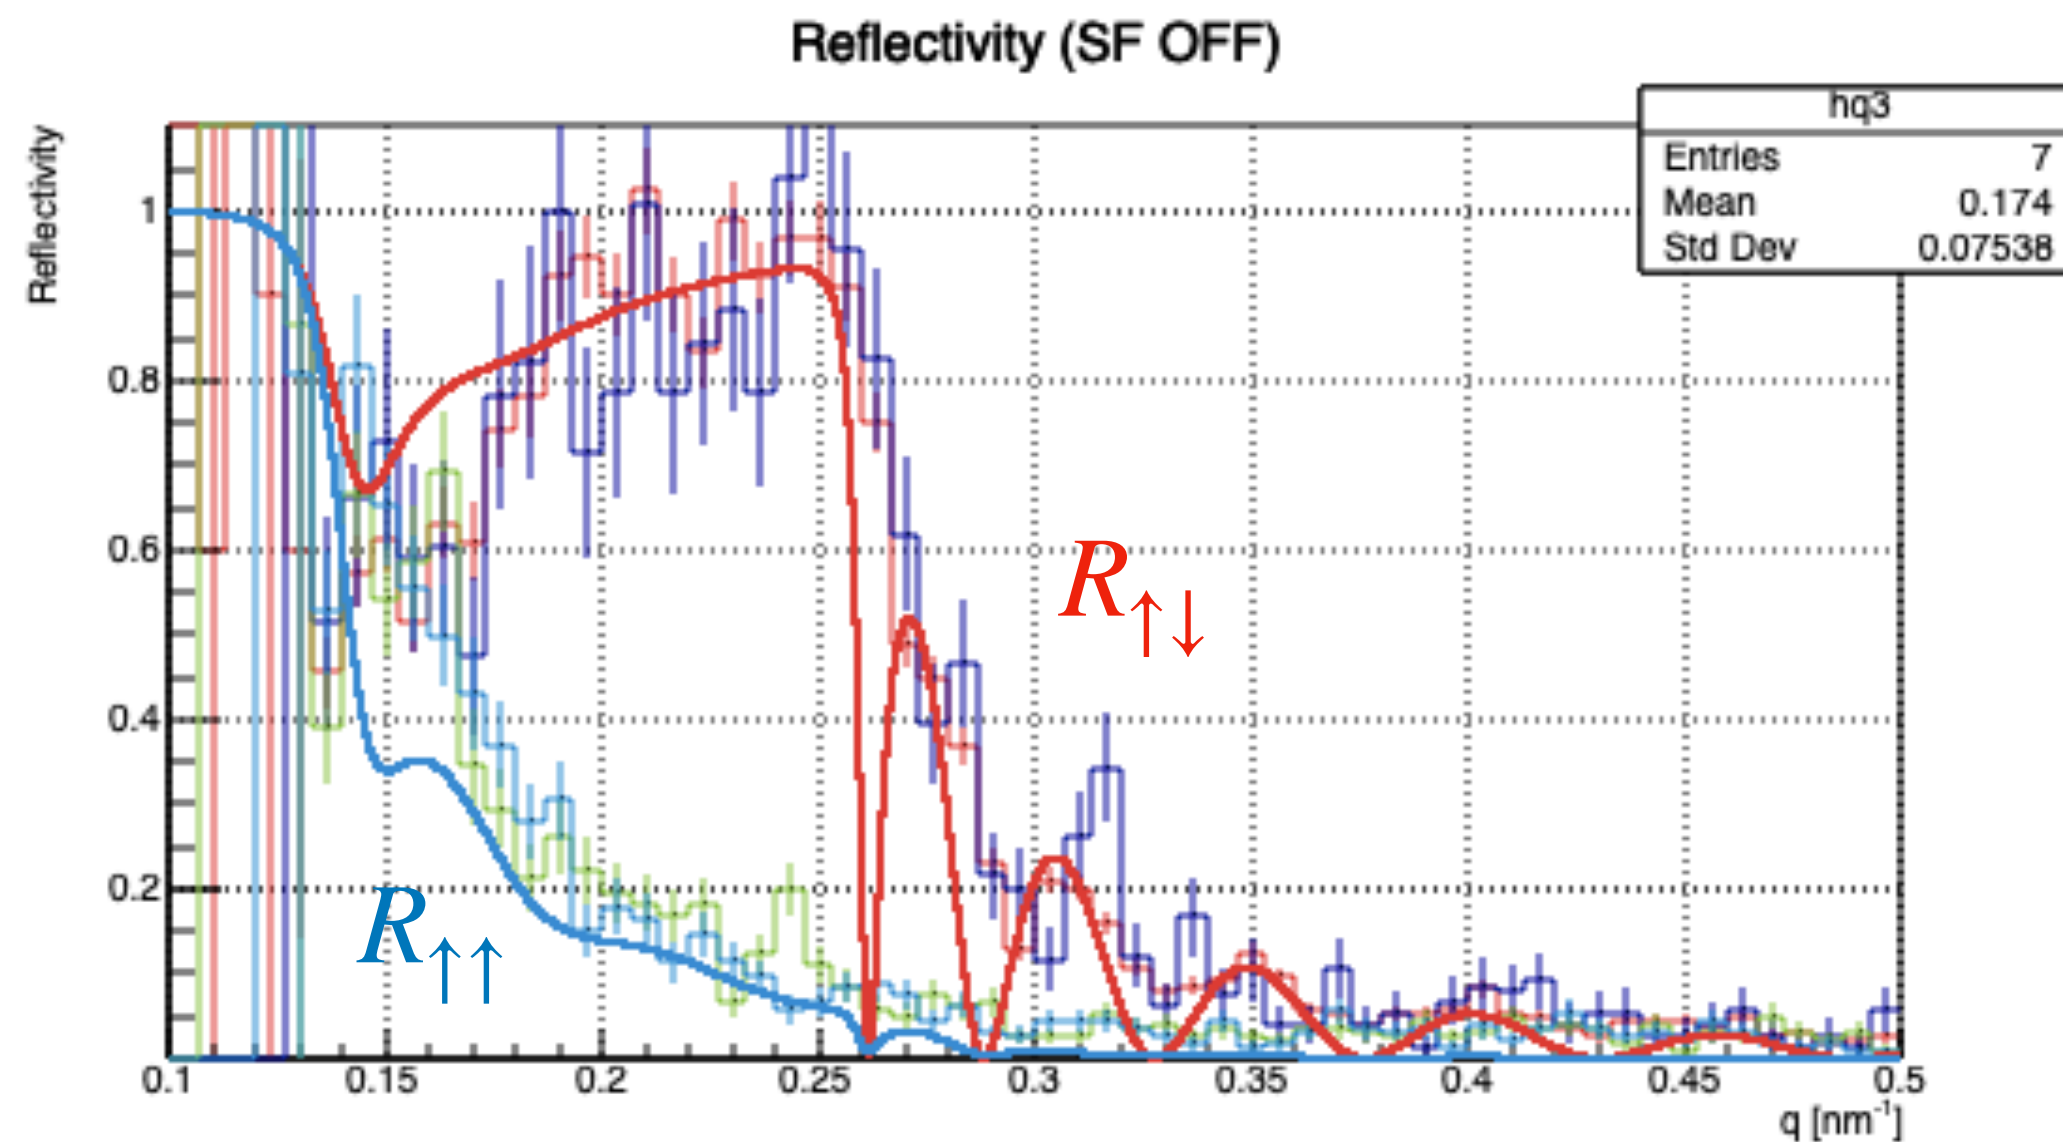 Reflectivity (SF OFF)
hq3
Entries 7
Mean 0.174
Std Dev 0.07538
Reflectivity
1
0.8
0.6
0.4
0.2
R↑↓
R↑↑
0.1 0.15 0.2 0.25 0.3 0.35 0.4 0.45 0.5
q [nm⁻¹]